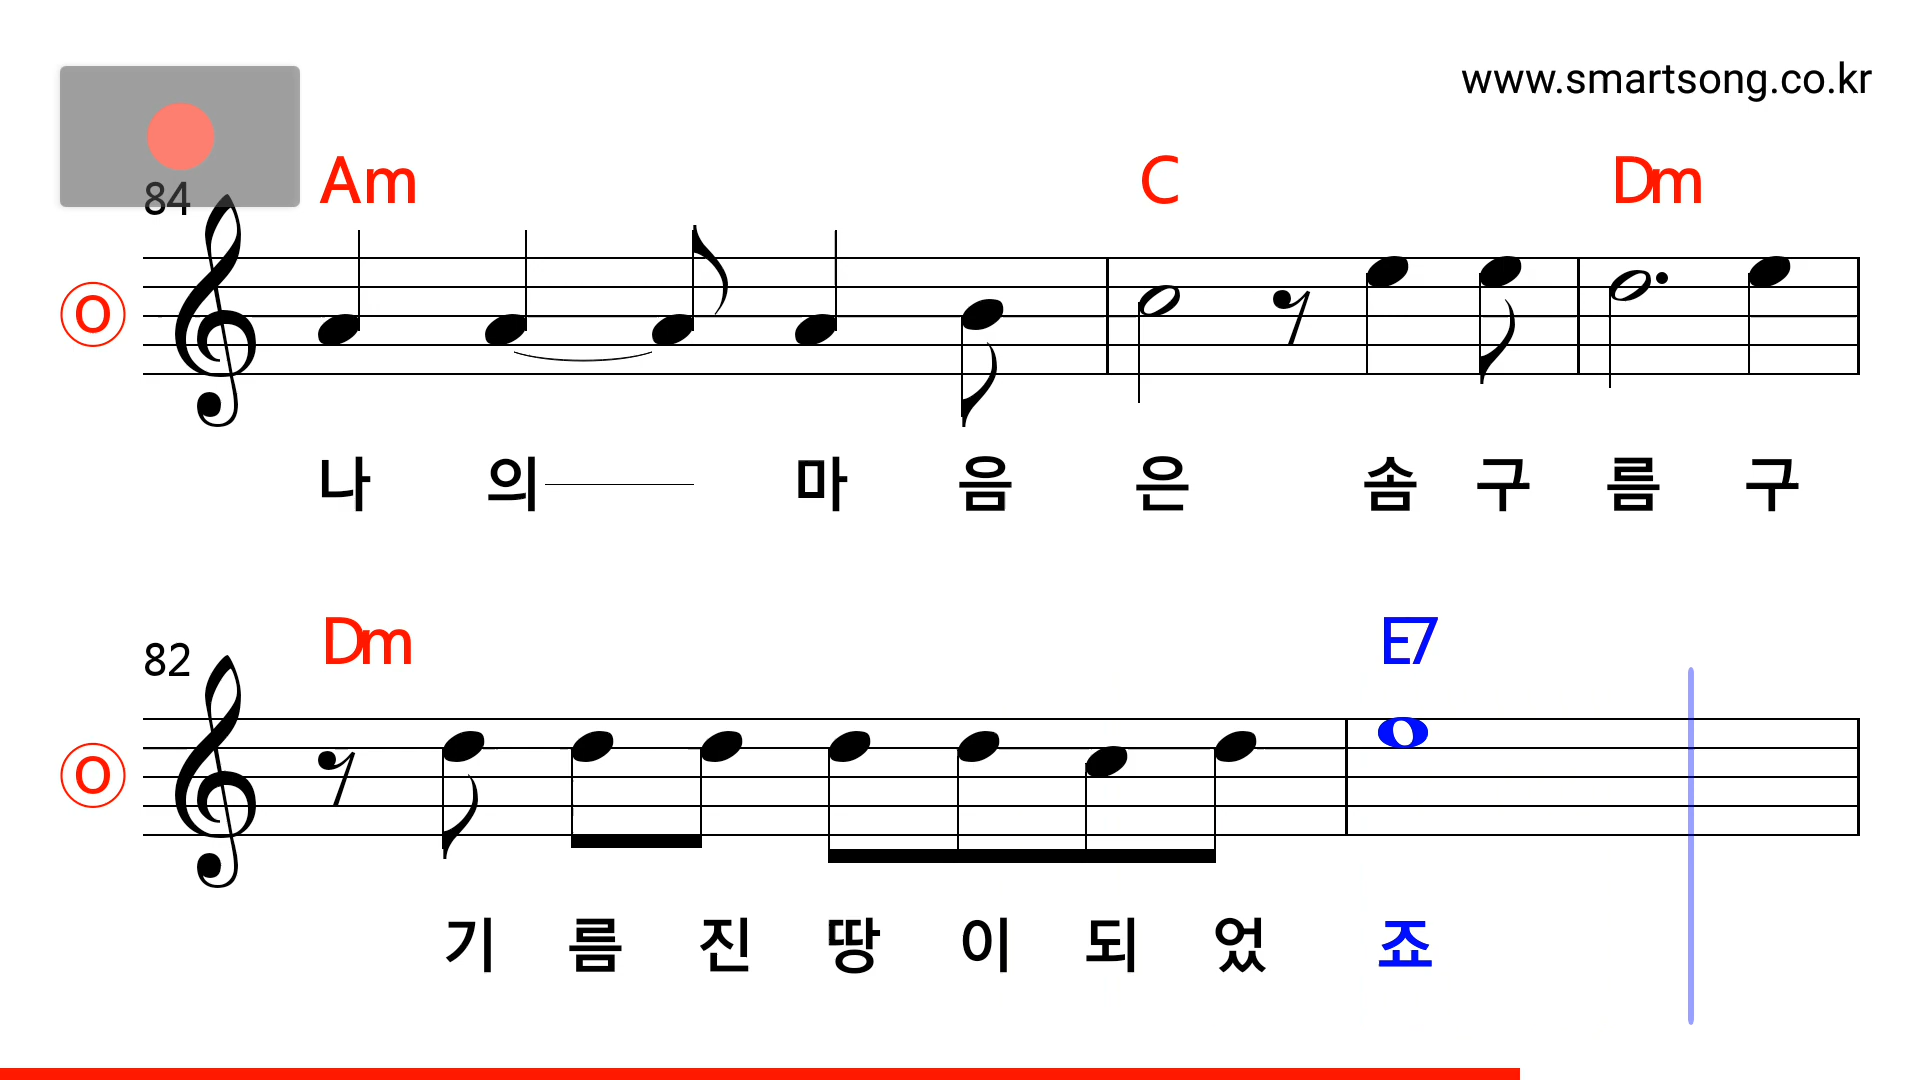 www.smartsong.co.kr
84
Am C Dm
O
나 의 마 음 은 솜 구 름 구
82
Dm E7
O
기 름 진 땅 이 되 었 죠